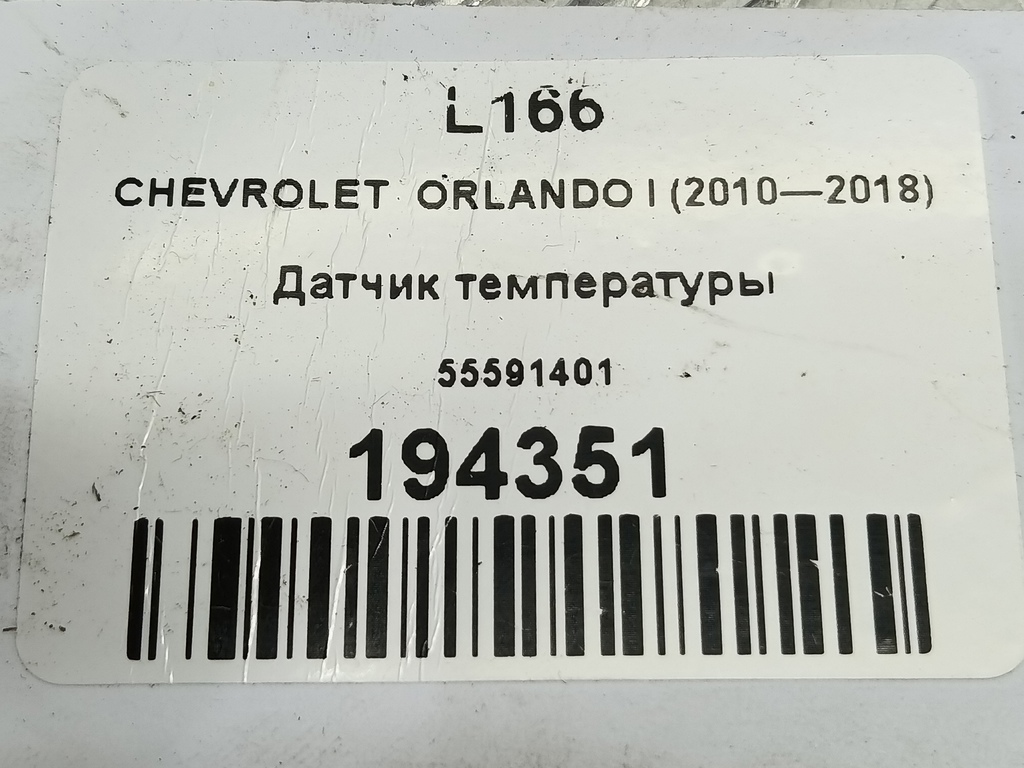 L166
CHEVROLET ORLANDO I (2010—2018)
Датчик температуры
55591401
194351